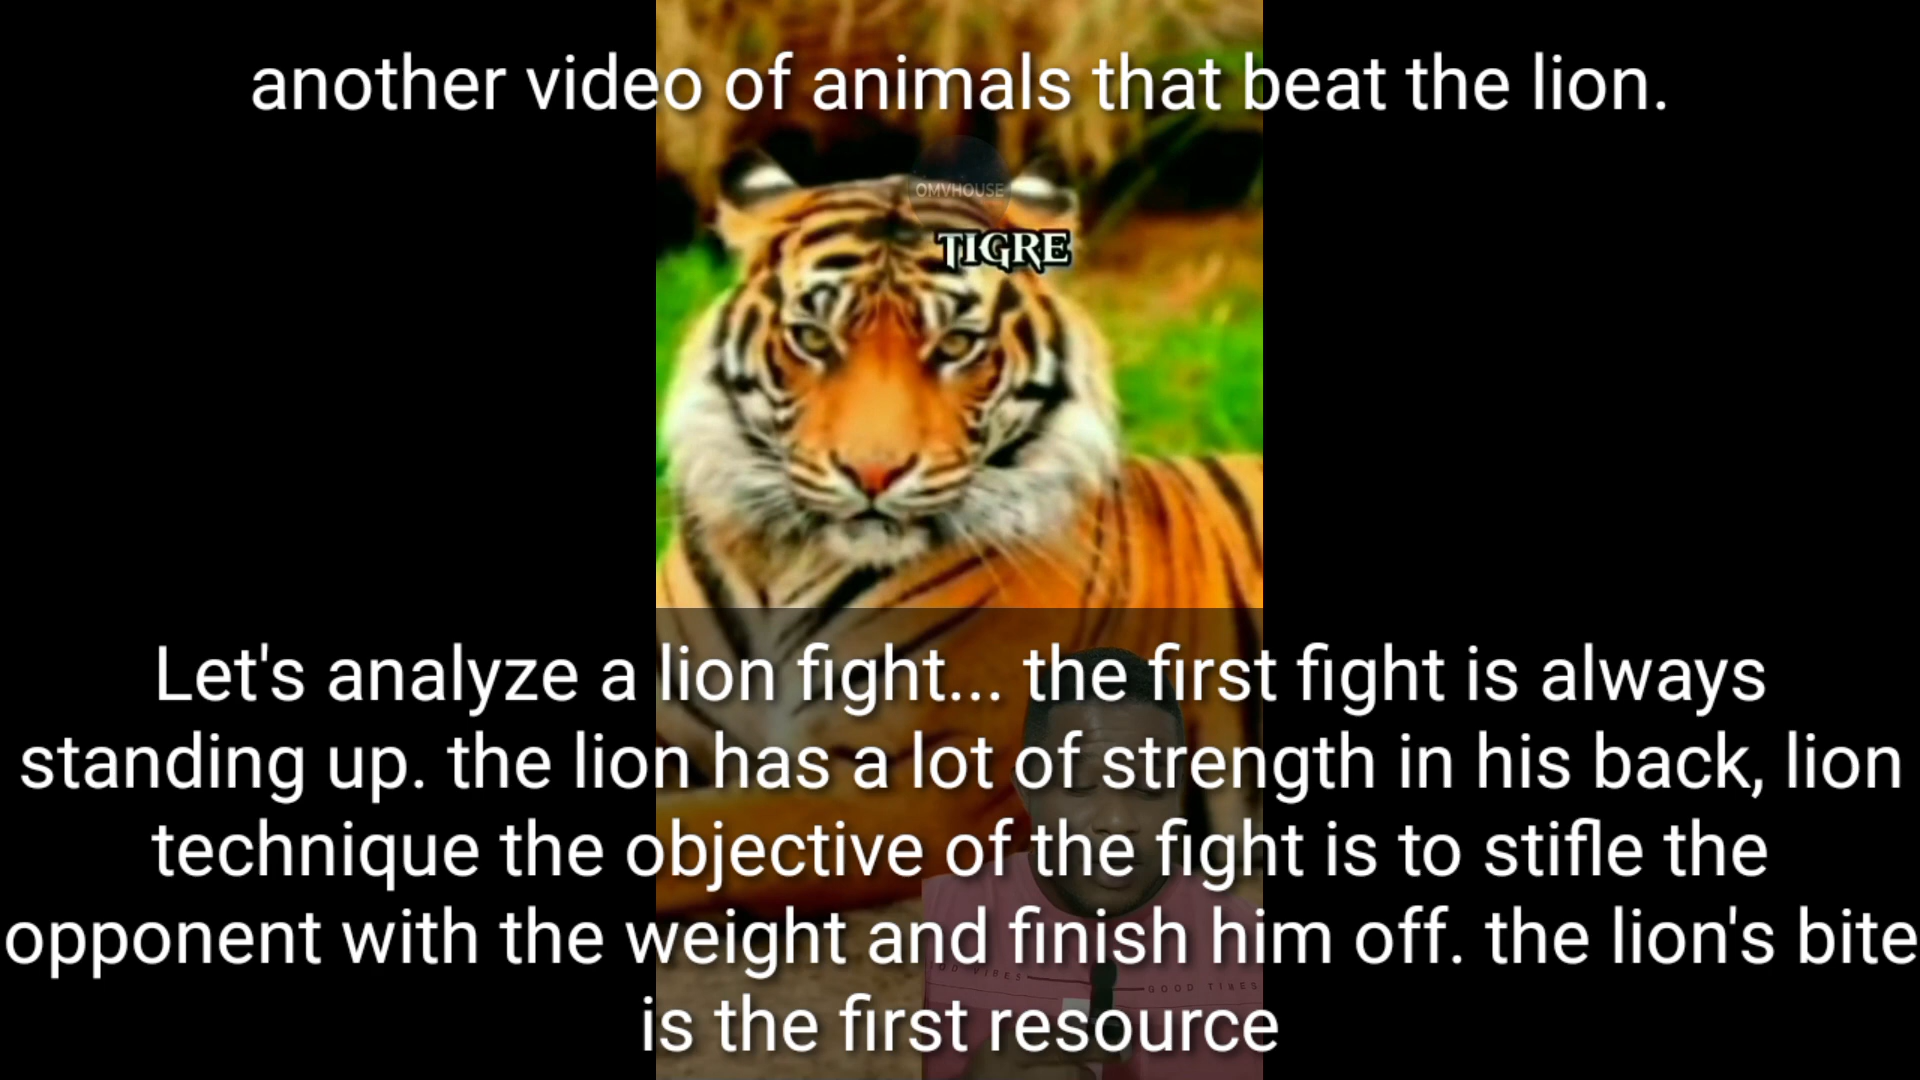 another video of animals that beat the lion.
OMVHOUSE
TIGRE
Let's analyze a lion fight... the first fight is always
standing up. the lion has a lot of strength in his back, lion
technique the objective of the fight is to stifle the
opponent with the weight and finish him off. the lion's bite
VIBES
GOOD TIMES
is the first resource